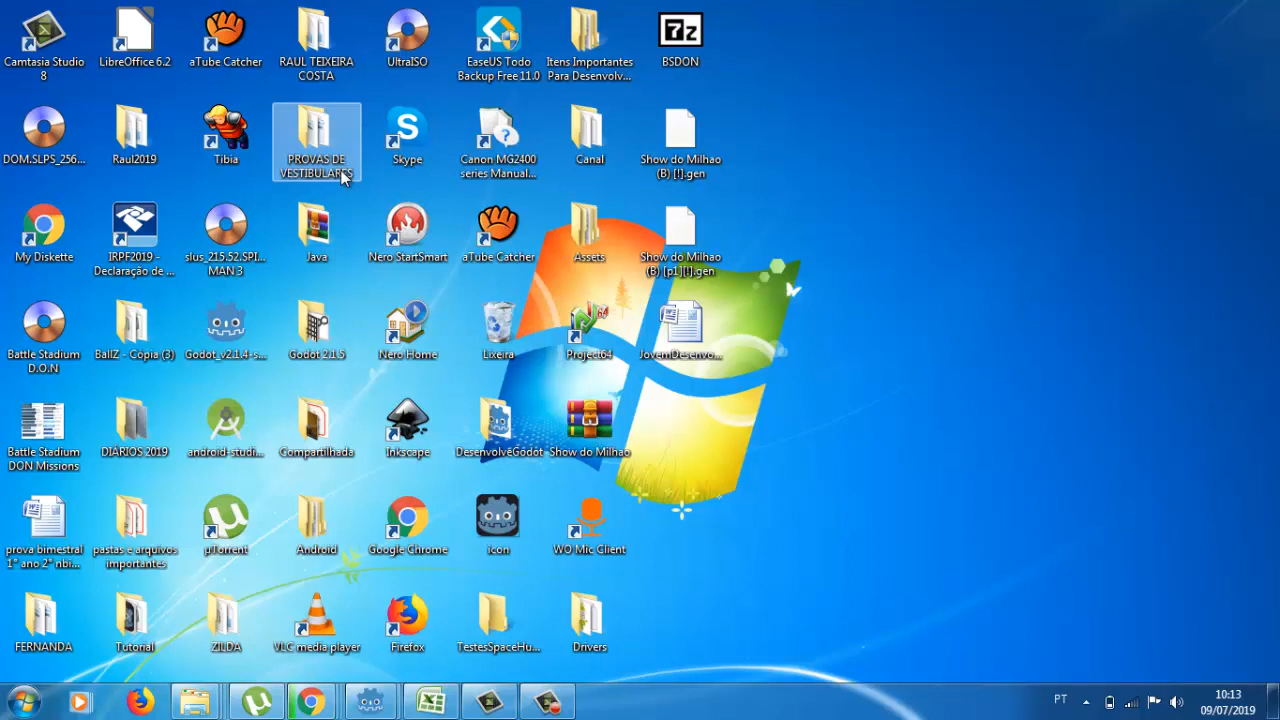 Camtasia Studio 8
LibreOffice 6.2
aTube Catcher
RAUL TEIXEIRA COSTA
UltraISO
EaseUS Todo Backup Free 11.0
Itens Importantes Para Desenvolv...
7z
BSDON
DOM.SLPS_256...
Raul2019
Tibia
PROVAS DE VESTIBULARES
Skype
Canon MG2400 series Manual...
Canal
Show do Milhao (B) [!].gen
My Diskette
IRPF2019 - Declaração de ...
slus_215.52.SPI... MAN 3
Java
Nero StartSmart
aTube Catcher
Assets
Show do Milhao (B) [p1][!].gen
Battle Stadium D.O.N
BallZ - Cópia (3)
Godot_v2.1.4-s...
Godot 2.1.5
Nero Home
Lixeira
Project64
JovemDesenvo...
Battle Stadium DON Missions
DIÁRIOS 2019
android-studi...
Compartilhada
Inkscape
DesenvolveGodot
Show do Milhao
prova bimestral 1° ano 2° nbi...
pastas e arquivos importantes
µTorrent
Android
Google Chrome
icon
WO Mic Client
FERNANDA
Tutorial
ZILDA
VLC media player
Firefox
TestesSpaceHu...
Drivers
PT
10:13
09/07/2019